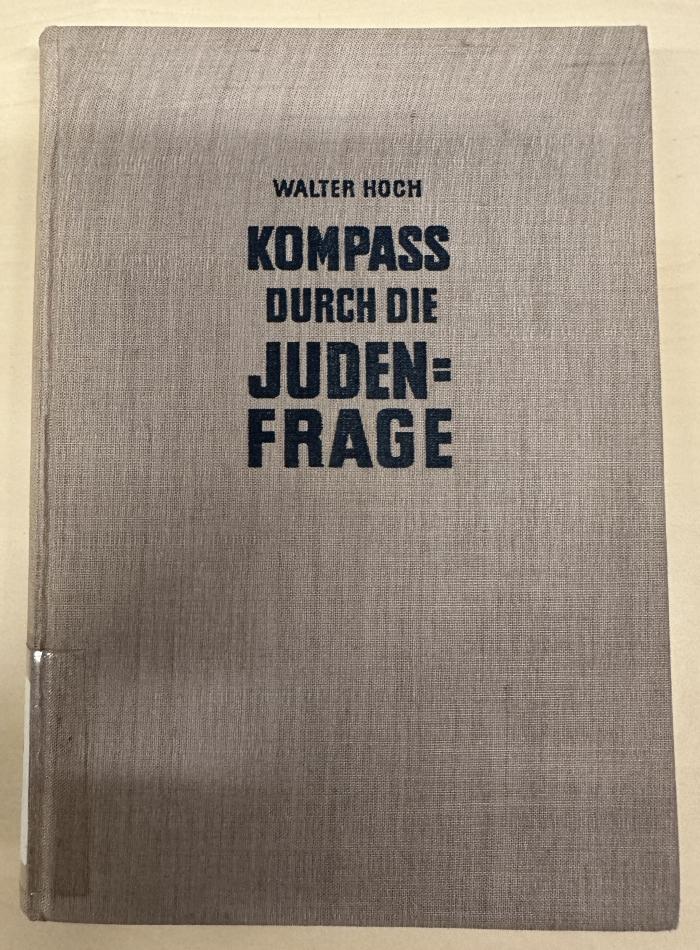 WALTER HOCH
KOMPASS
DURCH DIE
JUDEN=
FRAGE